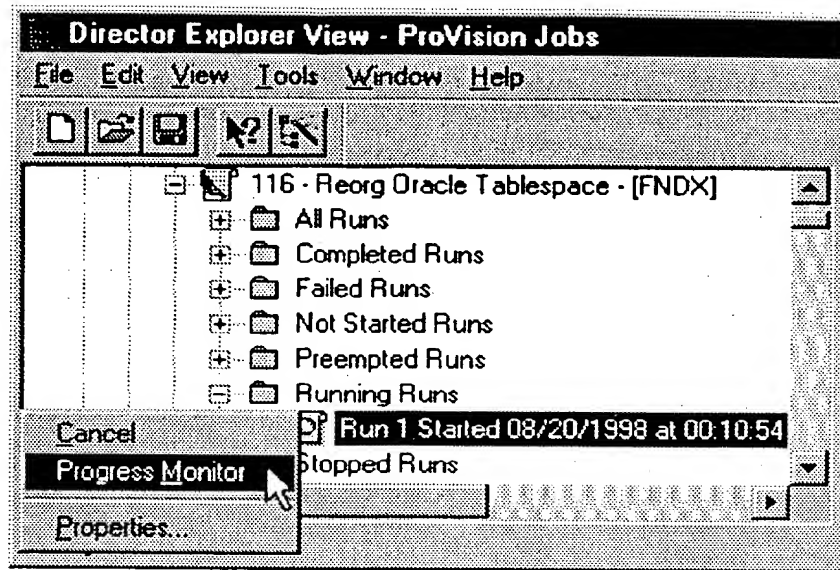 Director Explorer View - ProVision Jobs
File Edit View Tools Window Help
116 - Reorg Oracle Tablespace - [FNDX]
All Runs
Completed Runs
Failed Runs
Not Started Runs
Preempted Runs
Running Runs
Run 1 Started 08/20/1998 at 00:10:54
Stopped Runs
Cancel
Progress Monitor
Properties...